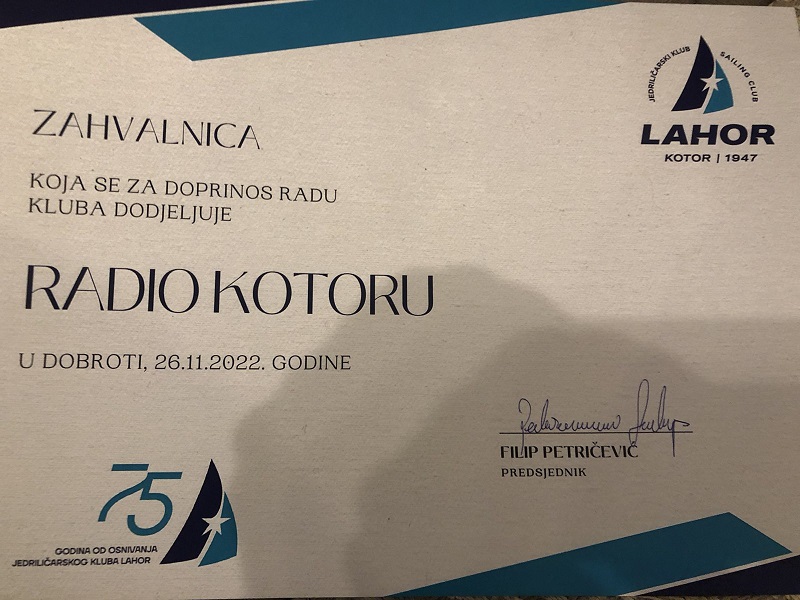 JEDRILIČARSKI KLUB
SAILING CLUB
LAHOR
KOTOR | 1947
ZAHVALNICA
KOJA SE ZA DOPRINOS RADU
KLUBA DODJELJUJE
RADIO KOTORU
U DOBROTI, 26.11.2022. GODINE
FILIP PETRIČEVIĆ
PREDSJEDNIK
75
GODINA OD OSNIVANJA
JEDRILIČARSKOG KLUBA LAHOR